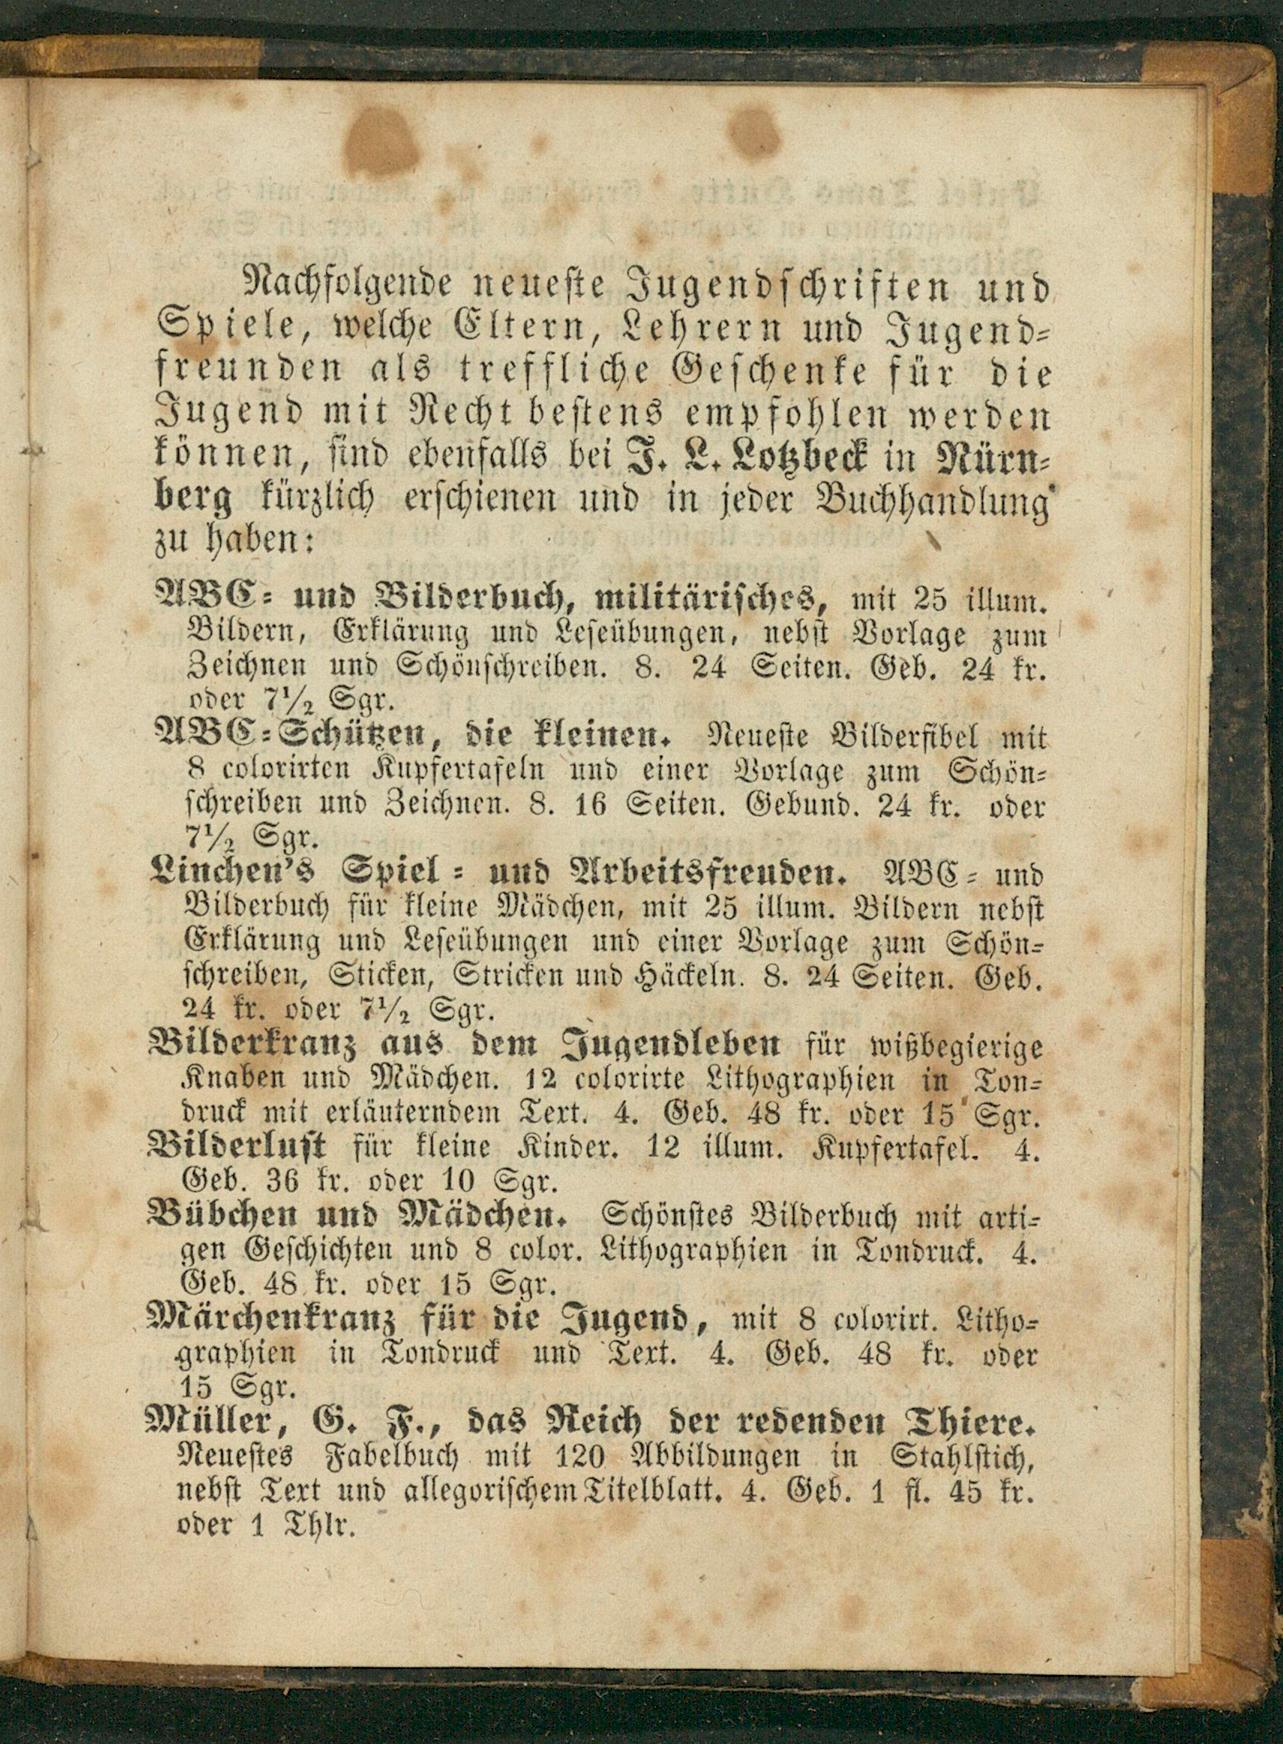 Nachfolgende neueste Jugendschriften und
Spiele, welche Eltern, Lehrern und Jugend-
freunden als treffliche Geschenke für die
Jugend mit Recht bestens empfohlen werden
können, sind ebenfalls bei J. L. Lotzbeck in Nürn-
berg kürzlich erschienen und in jeder Buchhandlung
zu haben:
ABC- und Bilderbuch, militärisches, mit 25 illum.
Bildern, Erklärung und Leseübungen, nebst Vorlage zum
Zeichnen und Schönschreiben. 8. 24 Seiten. Geb. 24 kr.
oder 7½ Sgr.
ABC-Schützen, die kleinen. Neueste Bilderfibel mit
8 colorirten Kupfertafeln und einer Vorlage zum Schön-
schreiben und Zeichnen. 8. 16 Seiten. Gebund. 24 kr. oder
7½ Sgr.
Linchen's Spiel- und Arbeitsfreuden. ABC- und
Bilderbuch für kleine Mädchen, mit 25 illum. Bildern nebst
Erklärung und Leseübungen und einer Vorlage zum Schön-
schreiben, Sticken, Stricken und Häckeln. 8. 24 Seiten. Geb.
24 kr. oder 7½ Sgr.
Bilderkranz aus dem Jugendleben für wißbegierige
Knaben und Mädchen. 12 colorirte Lithographien in Ton-
druck mit erläuterndem Text. 4. Geb. 48 kr. oder 15 Sgr.
Bilderlust für kleine Kinder. 12 illum. Kupfertafel. 4.
Geb. 36 kr. oder 10 Sgr.
Bübchen und Mädchen. Schönstes Bilderbuch mit arti-
gen Geschichten und 8 color. Lithographien in Tondruck. 4.
Geb. 48 kr. oder 15 Sgr.
Märchenkranz für die Jugend, mit 8 colorirt. Litho-
graphien in Tondruck und Text. 4. Geb. 48 kr. oder
15 Sgr.
Müller, G. F., das Reich der redenden Thiere.
Neuestes Fabelbuch mit 120 Abbildungen in Stahlstich,
nebst Text und allegorischem Titelblatt. 4. Geb. 1 fl. 45 kr.
oder 1 Thlr.